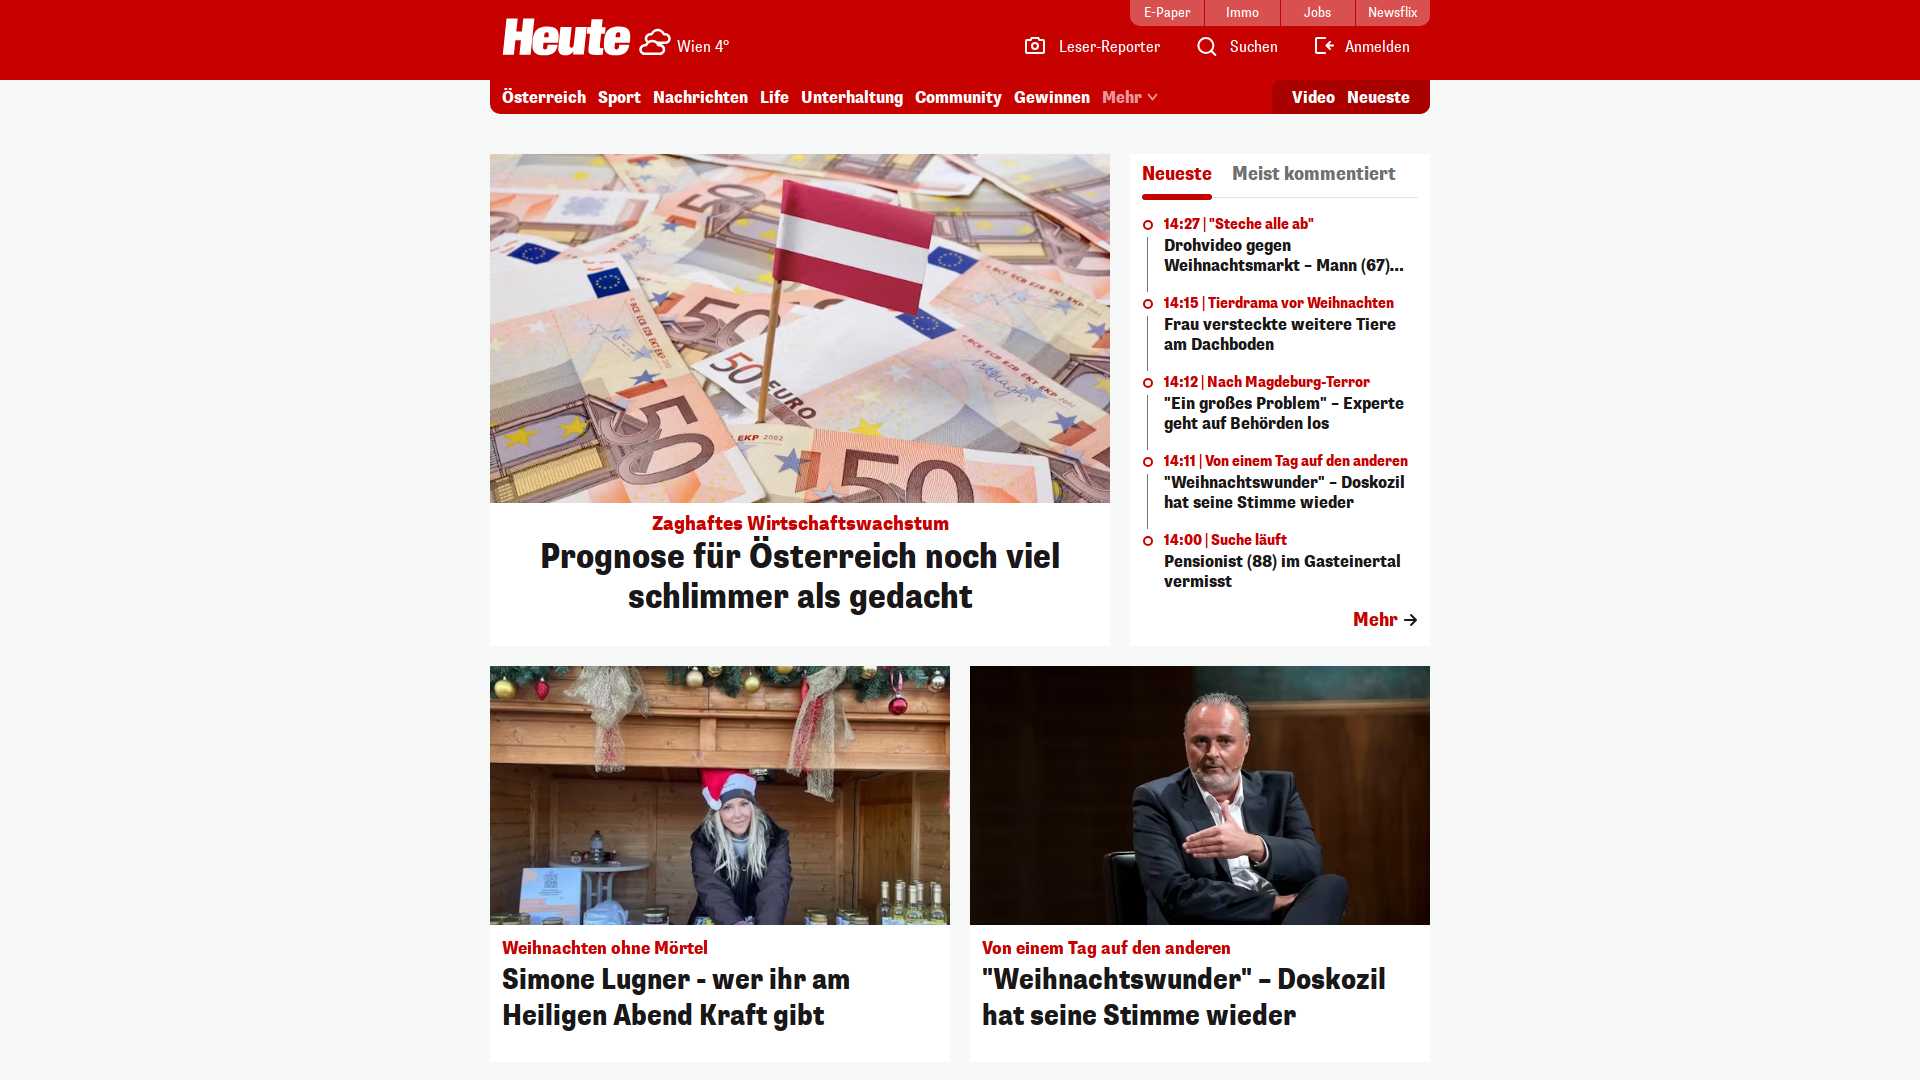 E-Paper
Immo
Jobs
Newsflix
Heute
Wien 4°
Leser-Reporter
Suchen
Anmelden
Österreich
Sport
Nachrichten
Life
Unterhaltung
Community
Gewinnen
Mehr
Video
Neueste
Zaghaftes Wirtschaftswachstum
Prognose für Österreich noch viel
schlimmer als gedacht
Neueste
Meist kommentiert
14:27 | "Steche alle ab"
Drohvideo gegen
Weihnachtsmarkt – Mann (67)...
14:15 | Tierdrama vor Weihnachten
Frau versteckte weitere Tiere
am Dachboden
14:12 | Nach Magdeburg-Terror
"Ein großes Problem" – Experte
geht auf Behörden los
14:11 | Von einem Tag auf den anderen
"Weihnachtswunder" – Doskozil
hat seine Stimme wieder
14:00 | Suche läuft
Pensionist (88) im Gasteinertal
vermisst
Mehr
Weihnachten ohne Mörtel
Simone Lugner - wer ihr am
Heiligen Abend Kraft gibt
Von einem Tag auf den anderen
"Weihnachtswunder" – Doskozil
hat seine Stimme wieder